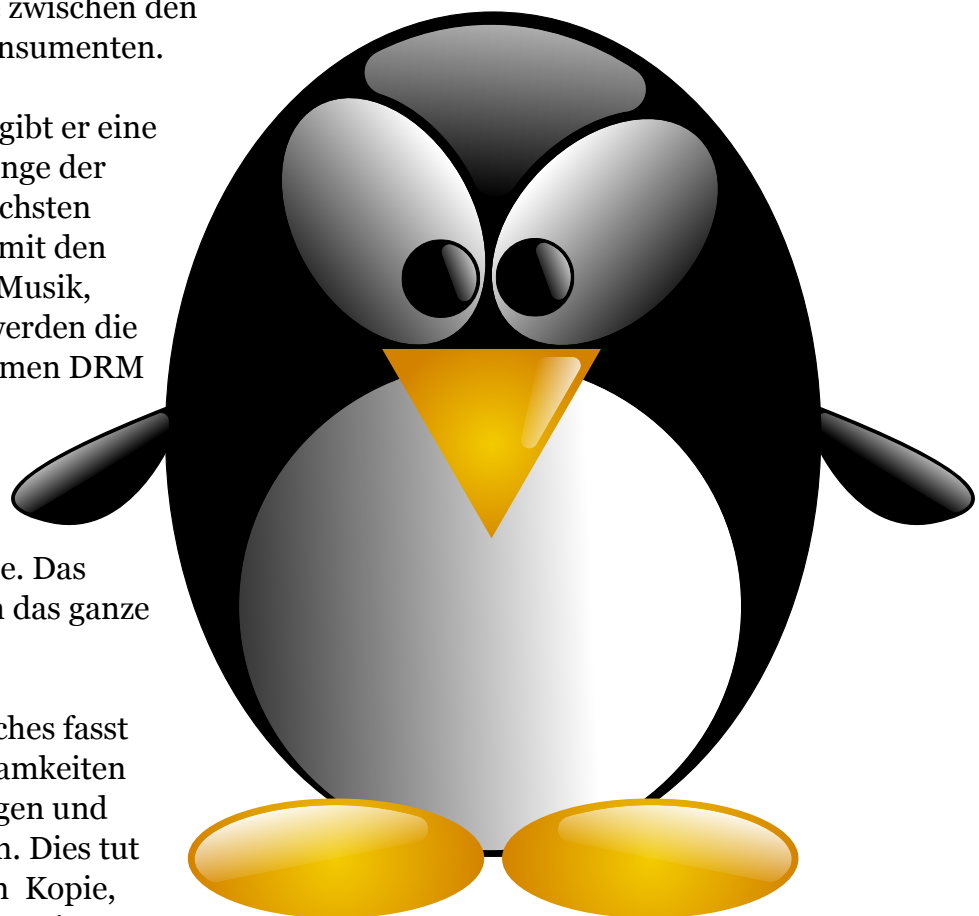 zwischen den
nsumenten.
gibt er eine
nge der
chsten
mit den
Musik,
werden die
men DRM
e. Das
das ganze
ches fasst
amkeiten
gen und
n. Dies tut
n Kopie,